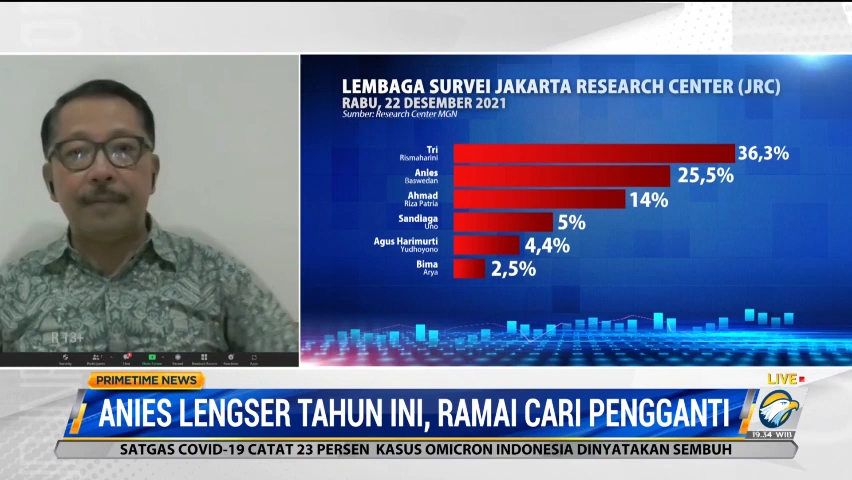 LEMBAGA SURVEI JAKARTA RESEARCH CENTER (JRC)
RABU, 22 DESEMBER 2021
Sumber: Research Center MGN
Tri
Rismaharini
36,3%
Anies
Baswedan
25,5%
Ahmad
Riza Patria
14%
Sandiaga
Uno
5%
Agus Harimurti
Yudhoyono
4,4%
Bima
Arya
2,5%
R 13+
PRIMETIME NEWS
LIVE
ANIES LENGSER TAHUN INI, RAMAI CARI PENGGANTI
19.34 WIB
SATGAS COVID-19 CATAT 23 PERSEN KASUS OMICRON INDONESIA DINYATAKAN SEMBUH